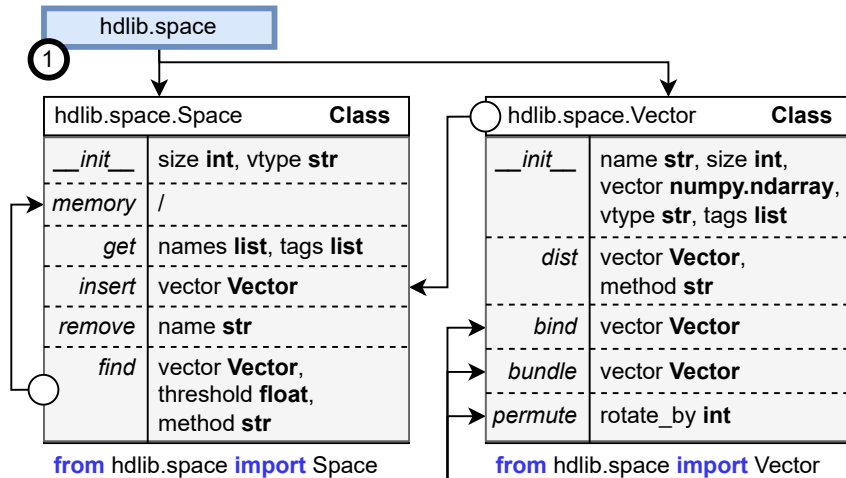 hdlib.space
1
hdlib.space.Space Class
__init__ size int, vtype str
memory /
get names list, tags list
insert vector Vector
remove name str
find vector Vector,
threshold float,
method str
from hdlib.space import Space
hdlib.space.Vector Class
__init__ name str, size int,
vector numpy.ndarray,
vtype str, tags list
dist vector Vector,
method str
bind vector Vector
bundle vector Vector
permute rotate_by int
from hdlib.space import Vector